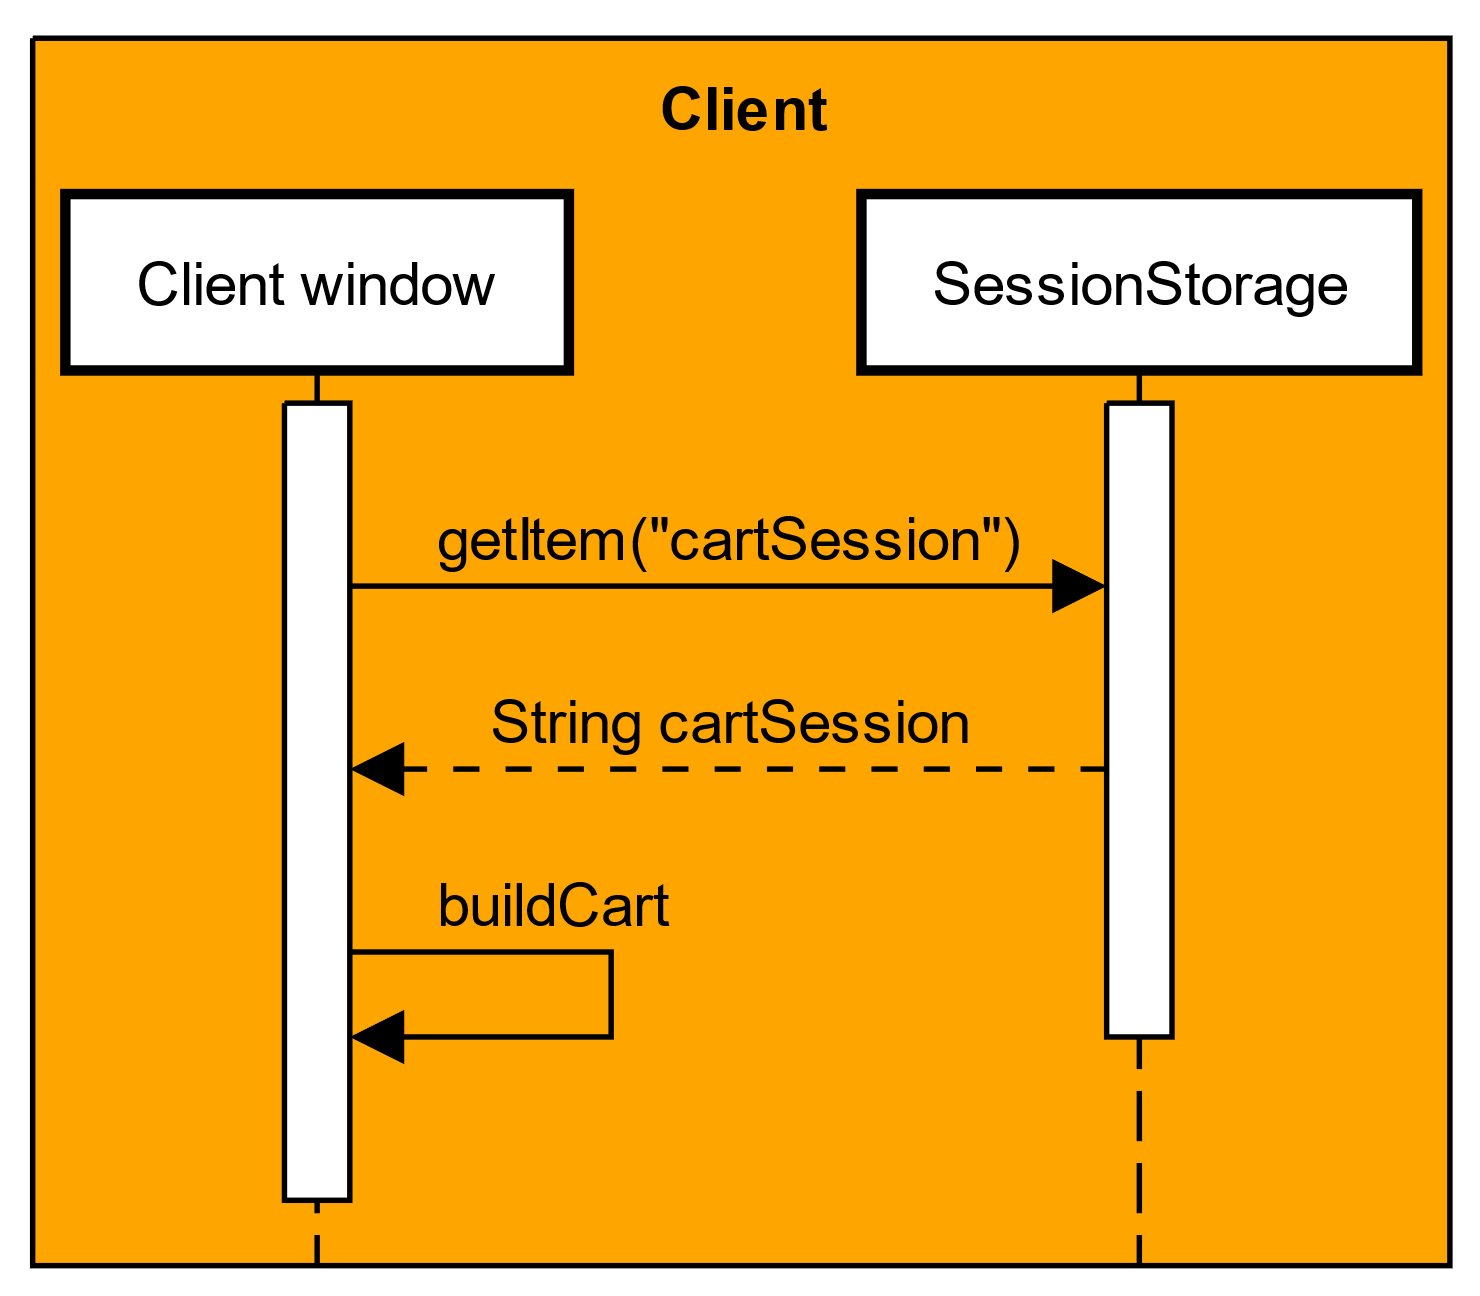 Client
Client window
SessionStorage
getItem("cartSession")
String cartSession
buildCart